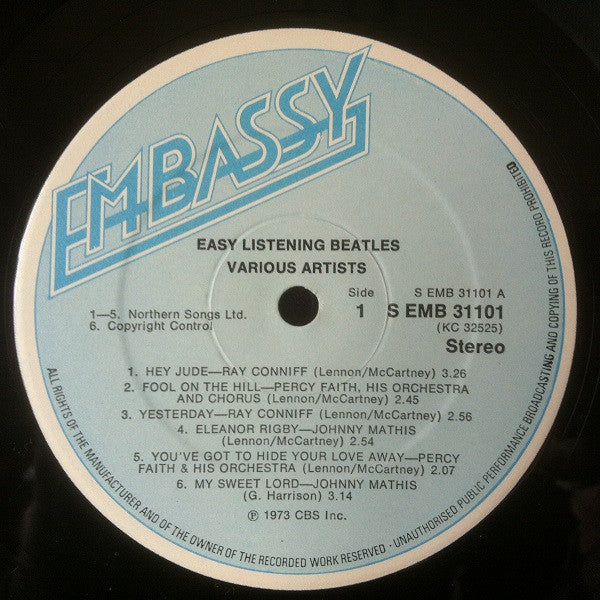 EMBASSY
EASY LISTENING BEATLES
VARIOUS ARTISTS
1—5. Northern Songs Ltd.
6. Copyright Control
Side
1
S EMB 31101 A
S EMB 31101
(KC 32525)
Stereo
1. HEY JUDE—RAY CONNIFF (Lennon/McCartney) 3.26
2. FOOL ON THE HILL—PERCY FAITH, HIS ORCHESTRA
AND CHORUS (Lennon/McCartney) 2.45
3. YESTERDAY—RAY CONNIFF (Lennon/McCartney) 2.56
4. ELEANOR RIGBY—JOHNNY MATHIS
(Lennon/McCartney) 2.54
5. YOU'VE GOT TO HIDE YOUR LOVE AWAY—PERCY
FAITH & HIS ORCHESTRA (Lennon/McCartney) 2.07
6. MY SWEET LORD—JOHNNY MATHIS
(G. Harrison) 3.14
℗ 1973 CBS Inc.
ALL RIGHTS OF THE MANUFACTURER AND OF THE OWNER OF THE RECORDED WORK RESERVED · UNAUTHORISED PUBLIC PERFORMANCE BROADCASTING AND COPYING OF THIS RECORD PROHIBITED